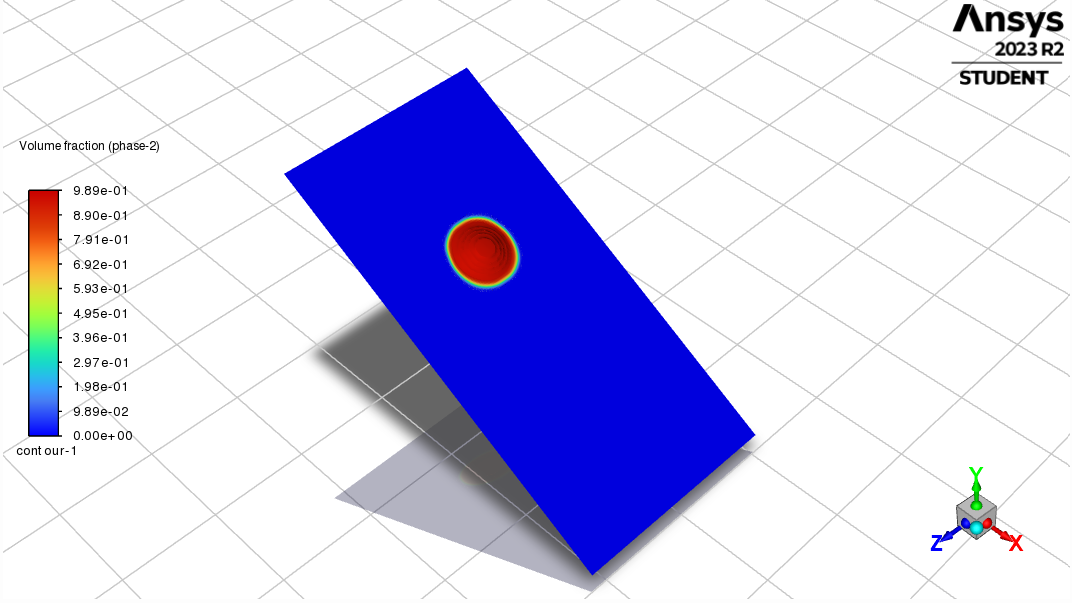 Ansys
2023 R2
STUDENT
Volume fraction (phase-2)
9.89e-01
8.90e-01
7.91e-01
6.92e-01
5.93e-01
4.95e-01
3.96e-01
2.97e-01
1.98e-01
9.89e-02
0.00e+00
contour-1
Y
Z
X